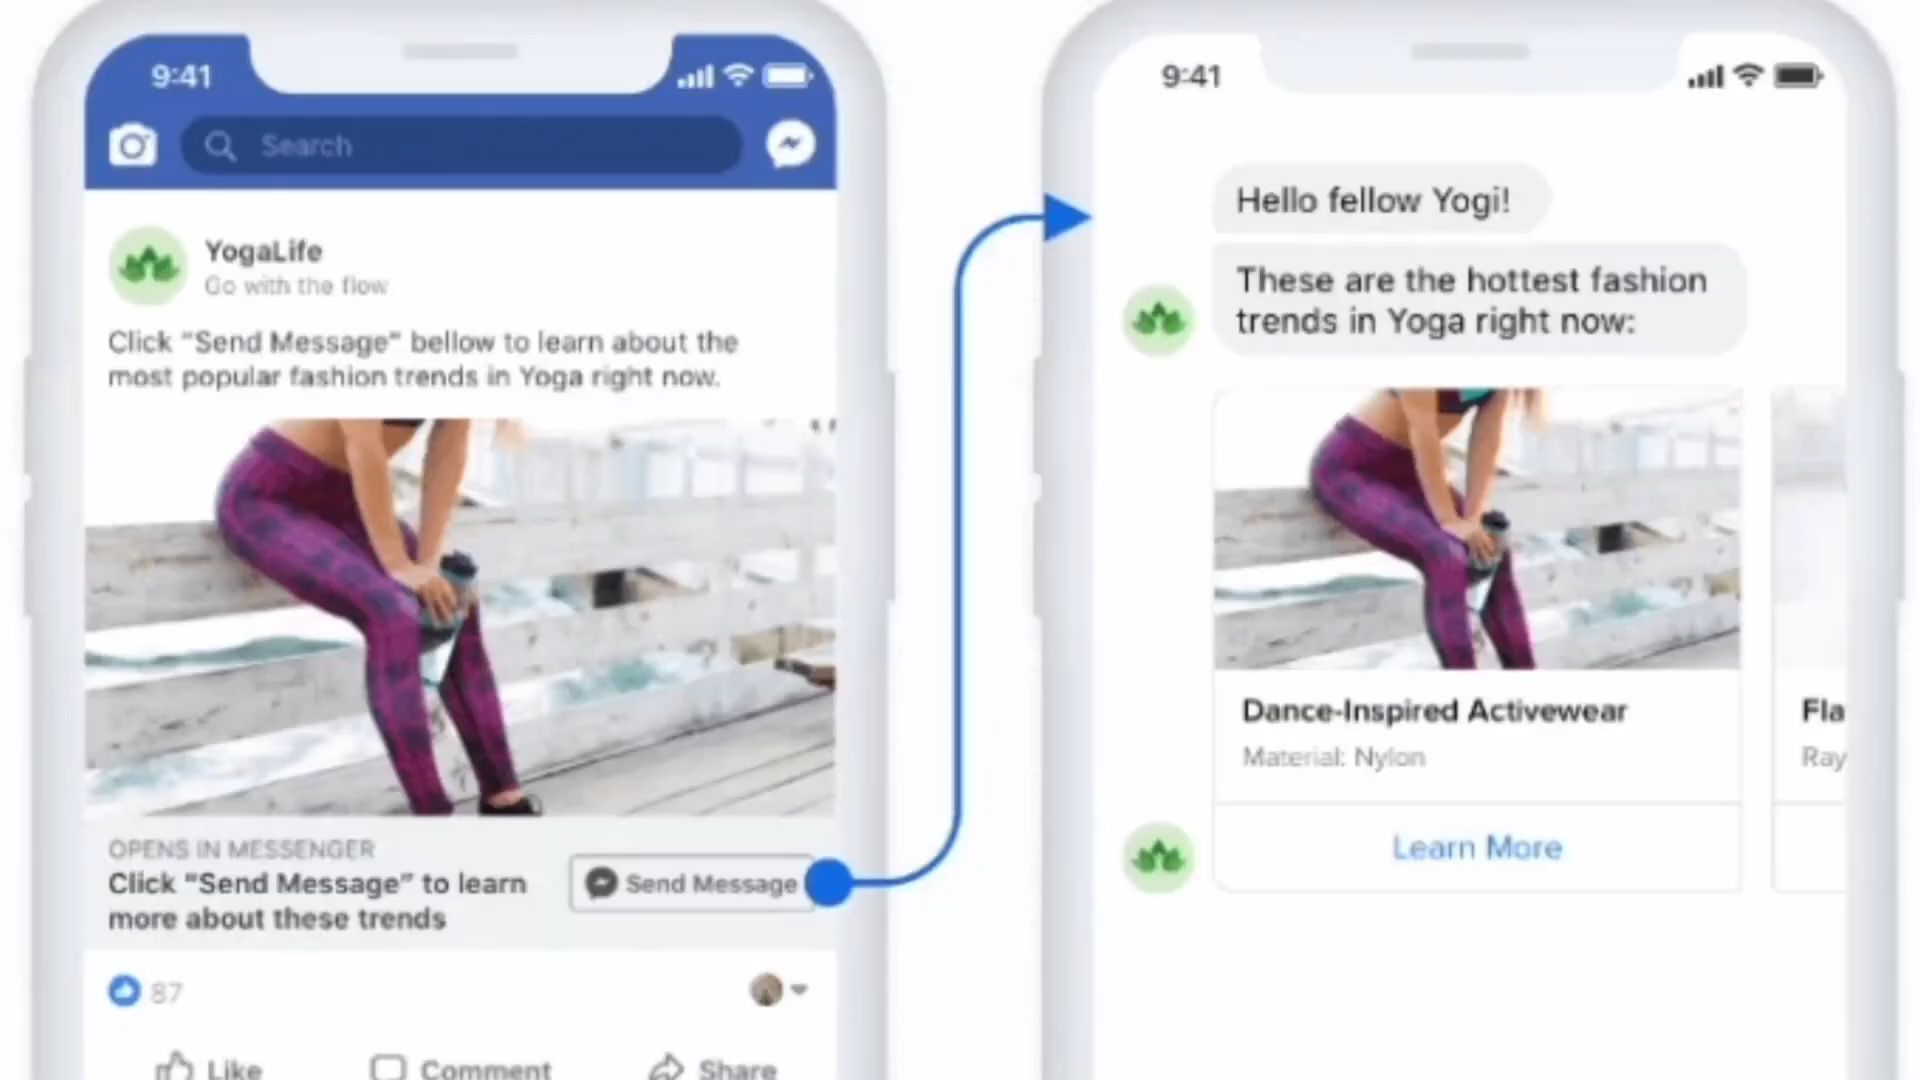 9:41
Search
YogaLife
Go with the flow
Click "Send Message" bellow to learn about the
most popular fashion trends in Yoga right now.
OPENS IN MESSENGER
Click "Send Message" to learn
more about these trends
Send Message
87
Like
Comment
Share
9:41
Hello fellow Yogi!
These are the hottest fashion
trends in Yoga right now:
Dance-Inspired Activewear
Material: Nylon
Learn More
Fla
Ray